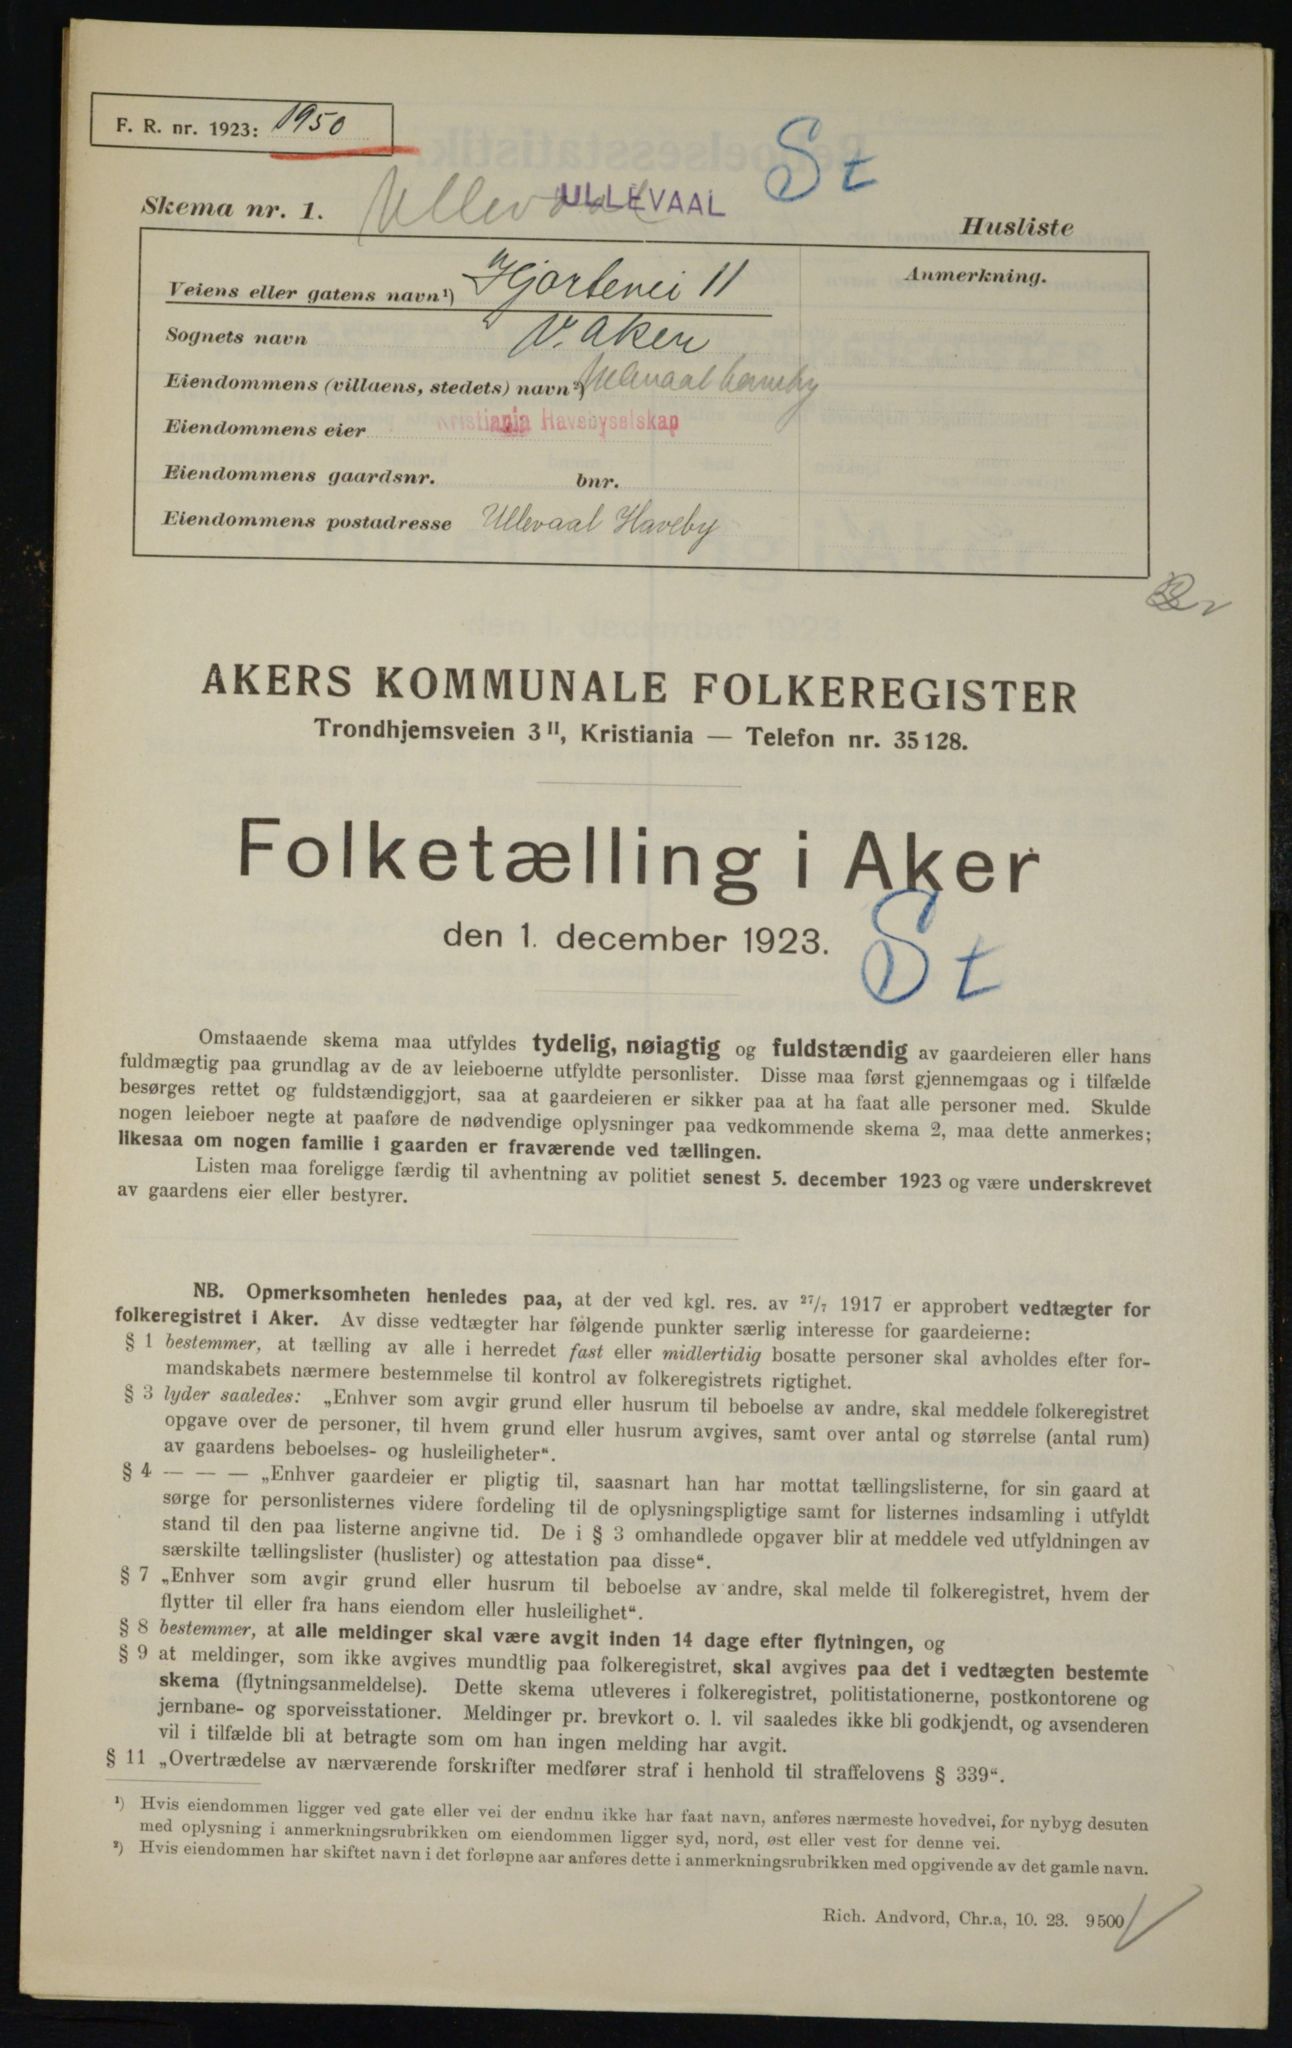 F. R. nr. 1923: 1950
St
Ullevaal
ULLEVAAL
Skema nr. 1.
Husliste
Veiens eller gatens navn¹) Hjortevei 11
Anmerkning.
Sognets navn V. Aker
Eiendommens (villaens, stedets) navn²) Ullevaal haveby
Eiendommens eier Kristiania Havebyselskap
Eiendommens gaardsnr. bnr.
Eiendommens postadresse Ullevaal Haveby
AKERS KOMMUNALE FOLKEREGISTER
Trondhjemsveien 3 II, Kristiania — Telefon nr. 35128.
Folketælling i Aker
den 1. december 1923.
St
Omstaaende skema maa utfyldes tydelig, nøiagtig og fuldstændig av gaardeieren eller hans
fuldmægtig paa grundlag av de av leieboerne utfyldte personlister. Disse maa først gjennemgaas og i tilfælde
besørges rettet og fuldstændiggjort, saa at gaardeieren er sikker paa at ha faat alle personer med. Skulde
nogen leieboer negte at paaføre de nødvendige oplysninger paa vedkommende skema 2, maa dette anmerkes;
likesaa om nogen familie i gaarden er fraværende ved tællingen.
Listen maa foreligge færdig til avhentning av politiet senest 5. december 1923 og være underskrevet
av gaardens eier eller bestyrer.
NB. Opmerksomheten henledes paa, at der ved kgl. res. av 27/7 1917 er approbert vedtægter for
folkeregistret i Aker. Av disse vedtægter har følgende punkter særlig interesse for gaardeierne:
§ 1 bestemmer, at tælling av alle i herredet fast eller midlertidig bosatte personer skal avholdes efter for-
mandskabets nærmere bestemmelse til kontrol av folkeregistrets rigtighet.
§ 3 lyder saaledes: „Enhver som avgir grund eller husrum til beboelse av andre, skal meddele folkeregistret
opgave over de personer, til hvem grund eller husrum avgives, samt over antal og størrelse (antal rum)
av gaardens beboelses- og husleiligheter“.
§ 4 — — — „Enhver gaardeier er pligtig til, saasnart han har mottat tællingslisterne, for sin gaard at
sørge for personlisternes videre fordeling til de oplysningspligtige samt for listernes indsamling i utfyldt
stand til den paa listerne angivne tid. De i § 3 omhandlede opgaver blir at meddele ved utfyldningen av
særskilte tællingslister (huslister) og attestation paa disse“.
§ 7 „Enhver som avgir grund eller husrum til beboelse av andre, skal melde til folkeregistret, hvem der
flytter til eller fra hans eiendom eller husleilighet“.
§ 8 bestemmer, at alle meldinger skal være avgit inden 14 dage efter flytningen, og
§ 9 at meldinger, som ikke avgives mundtlig paa folkeregistret, skal avgives paa det i vedtægten bestemte
skema (flytningsanmeldelse). Dette skema utleveres i folkeregistret, politistationerne, postkontorene og
jernbane- og sporveisstationer. Meldinger pr. brevkort o. l. vil saaledes ikke bli godkjendt, og avsenderen
vil i tilfælde bli at betragte som om han ingen melding har avgit.
§ 11 „Overtrædelse av nærværende forskrifter medfører straf i henhold til straffelovens § 339“.
¹) Hvis eiendommen ligger ved gate eller vei der endnu ikke har faat navn, anføres nærmeste hovedvei, for nybyg desuten
med oplysning i anmerkningsrubrikken om eiendommen ligger syd, nord, øst eller vest for denne vei.
²) Hvis eiendommen har skiftet navn i det forløpne aar anføres dette i anmerkningsrubrikken med opgivende av det gamle navn.
Rich. Andvord, Chr.a, 10. 23. 9500